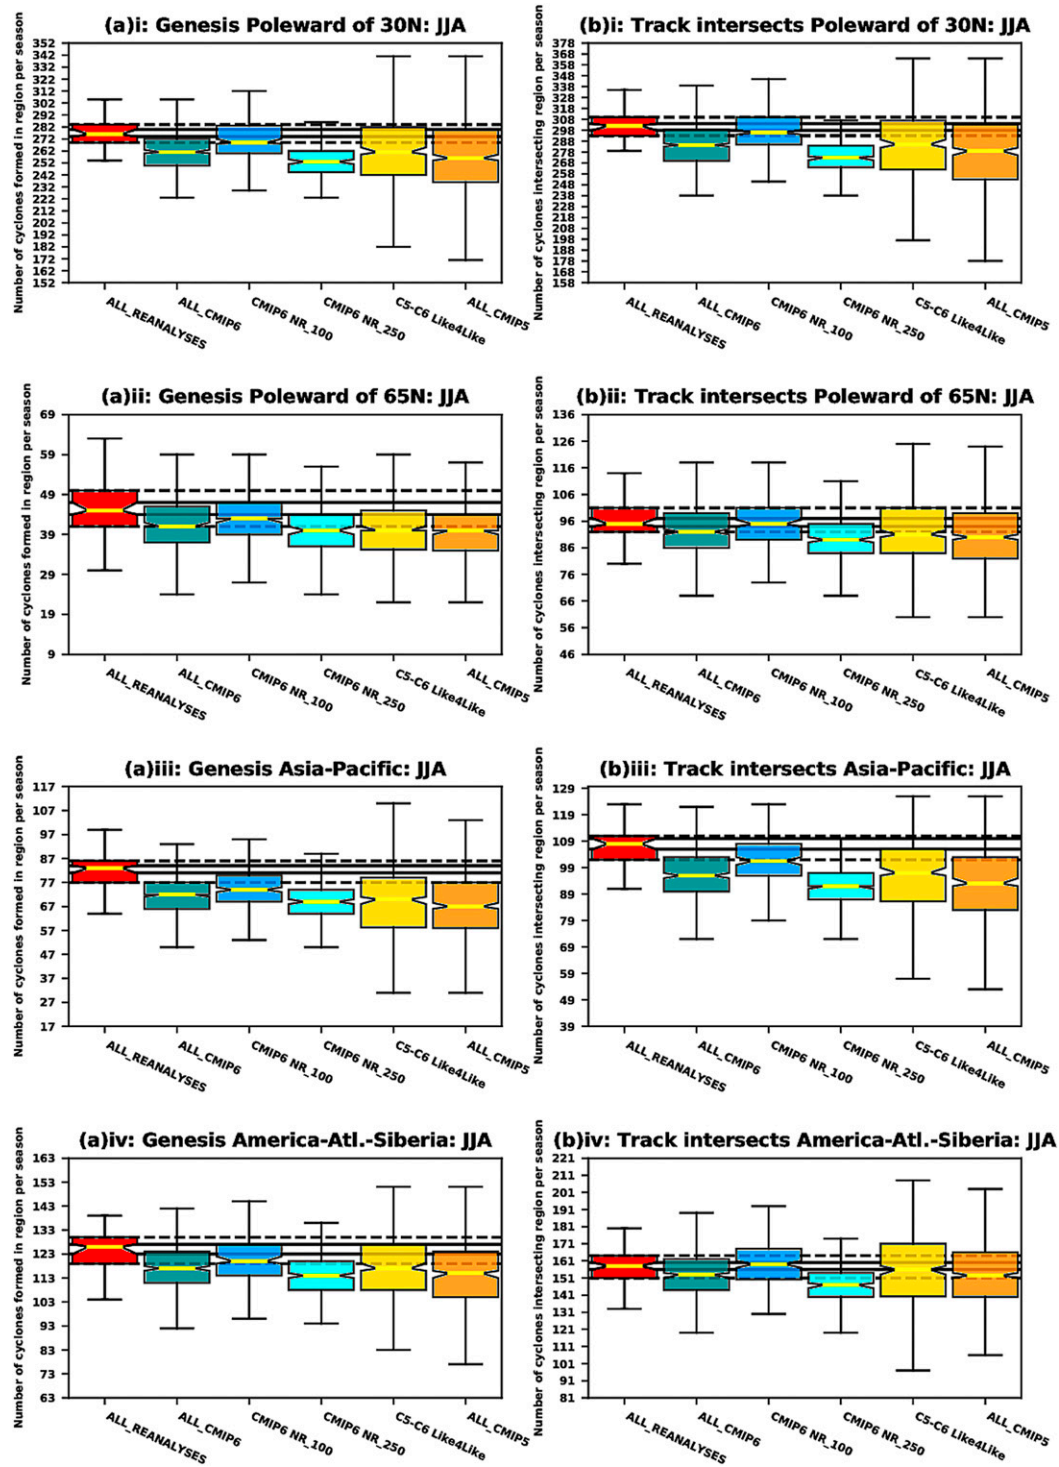 (a)i: Genesis Poleward of 30N: JJA
Number of cyclones formed in region per season
352
342
332
322
312
302
292
282
272
262
252
242
232
222
212
202
192
182
172
162
152
ALL_REANALYSES
ALL_CMIP6
CMIP6 NR_100
CMIP6 NR_250
C5-C6 Like4Like
ALL_CMIP5
(b)i: Track intersects Poleward of 30N: JJA
Number of cyclones intersecting region per season
378
368
358
348
338
328
318
308
298
288
278
268
258
248
238
228
218
208
198
188
178
168
158
ALL_REANALYSES
ALL_CMIP6
CMIP6 NR_100
CMIP6 NR_250
C5-C6 Like4Like
ALL_CMIP5
(a)ii: Genesis Poleward of 65N: JJA
Number of cyclones formed in region per season
69
59
49
39
29
19
9
ALL_REANALYSES
ALL_CMIP6
CMIP6 NR_100
CMIP6 NR_250
C5-C6 Like4Like
ALL_CMIP5
(b)ii: Track intersects Poleward of 65N: JJA
Number of cyclones intersecting region per season
136
126
116
106
96
86
76
66
56
46
ALL_REANALYSES
ALL_CMIP6
CMIP6 NR_100
CMIP6 NR_250
C5-C6 Like4Like
ALL_CMIP5
(a)iii: Genesis Asia-Pacific: JJA
Number of cyclones formed in region per season
117
107
97
87
77
67
57
47
37
27
17
ALL_REANALYSES
ALL_CMIP6
CMIP6 NR_100
CMIP6 NR_250
C5-C6 Like4Like
ALL_CMIP5
(b)iii: Track intersects Asia-Pacific: JJA
Number of cyclones intersecting region per season
129
119
109
99
89
79
69
59
49
39
ALL_REANALYSES
ALL_CMIP6
CMIP6 NR_100
CMIP6 NR_250
C5-C6 Like4Like
ALL_CMIP5
(a)iv: Genesis America-Atl.-Siberia: JJA
Number of cyclones formed in region per season
163
153
143
133
123
113
103
93
83
73
63
ALL_REANALYSES
ALL_CMIP6
CMIP6 NR_100
CMIP6 NR_250
C5-C6 Like4Like
ALL_CMIP5
(b)iv: Track intersects America-Atl.-Siberia: JJA
Number of cyclones intersecting region per season
221
211
201
191
181
171
161
151
141
131
121
111
101
91
81
ALL_REANALYSES
ALL_CMIP6
CMIP6 NR_100
CMIP6 NR_250
C5-C6 Like4Like
ALL_CMIP5